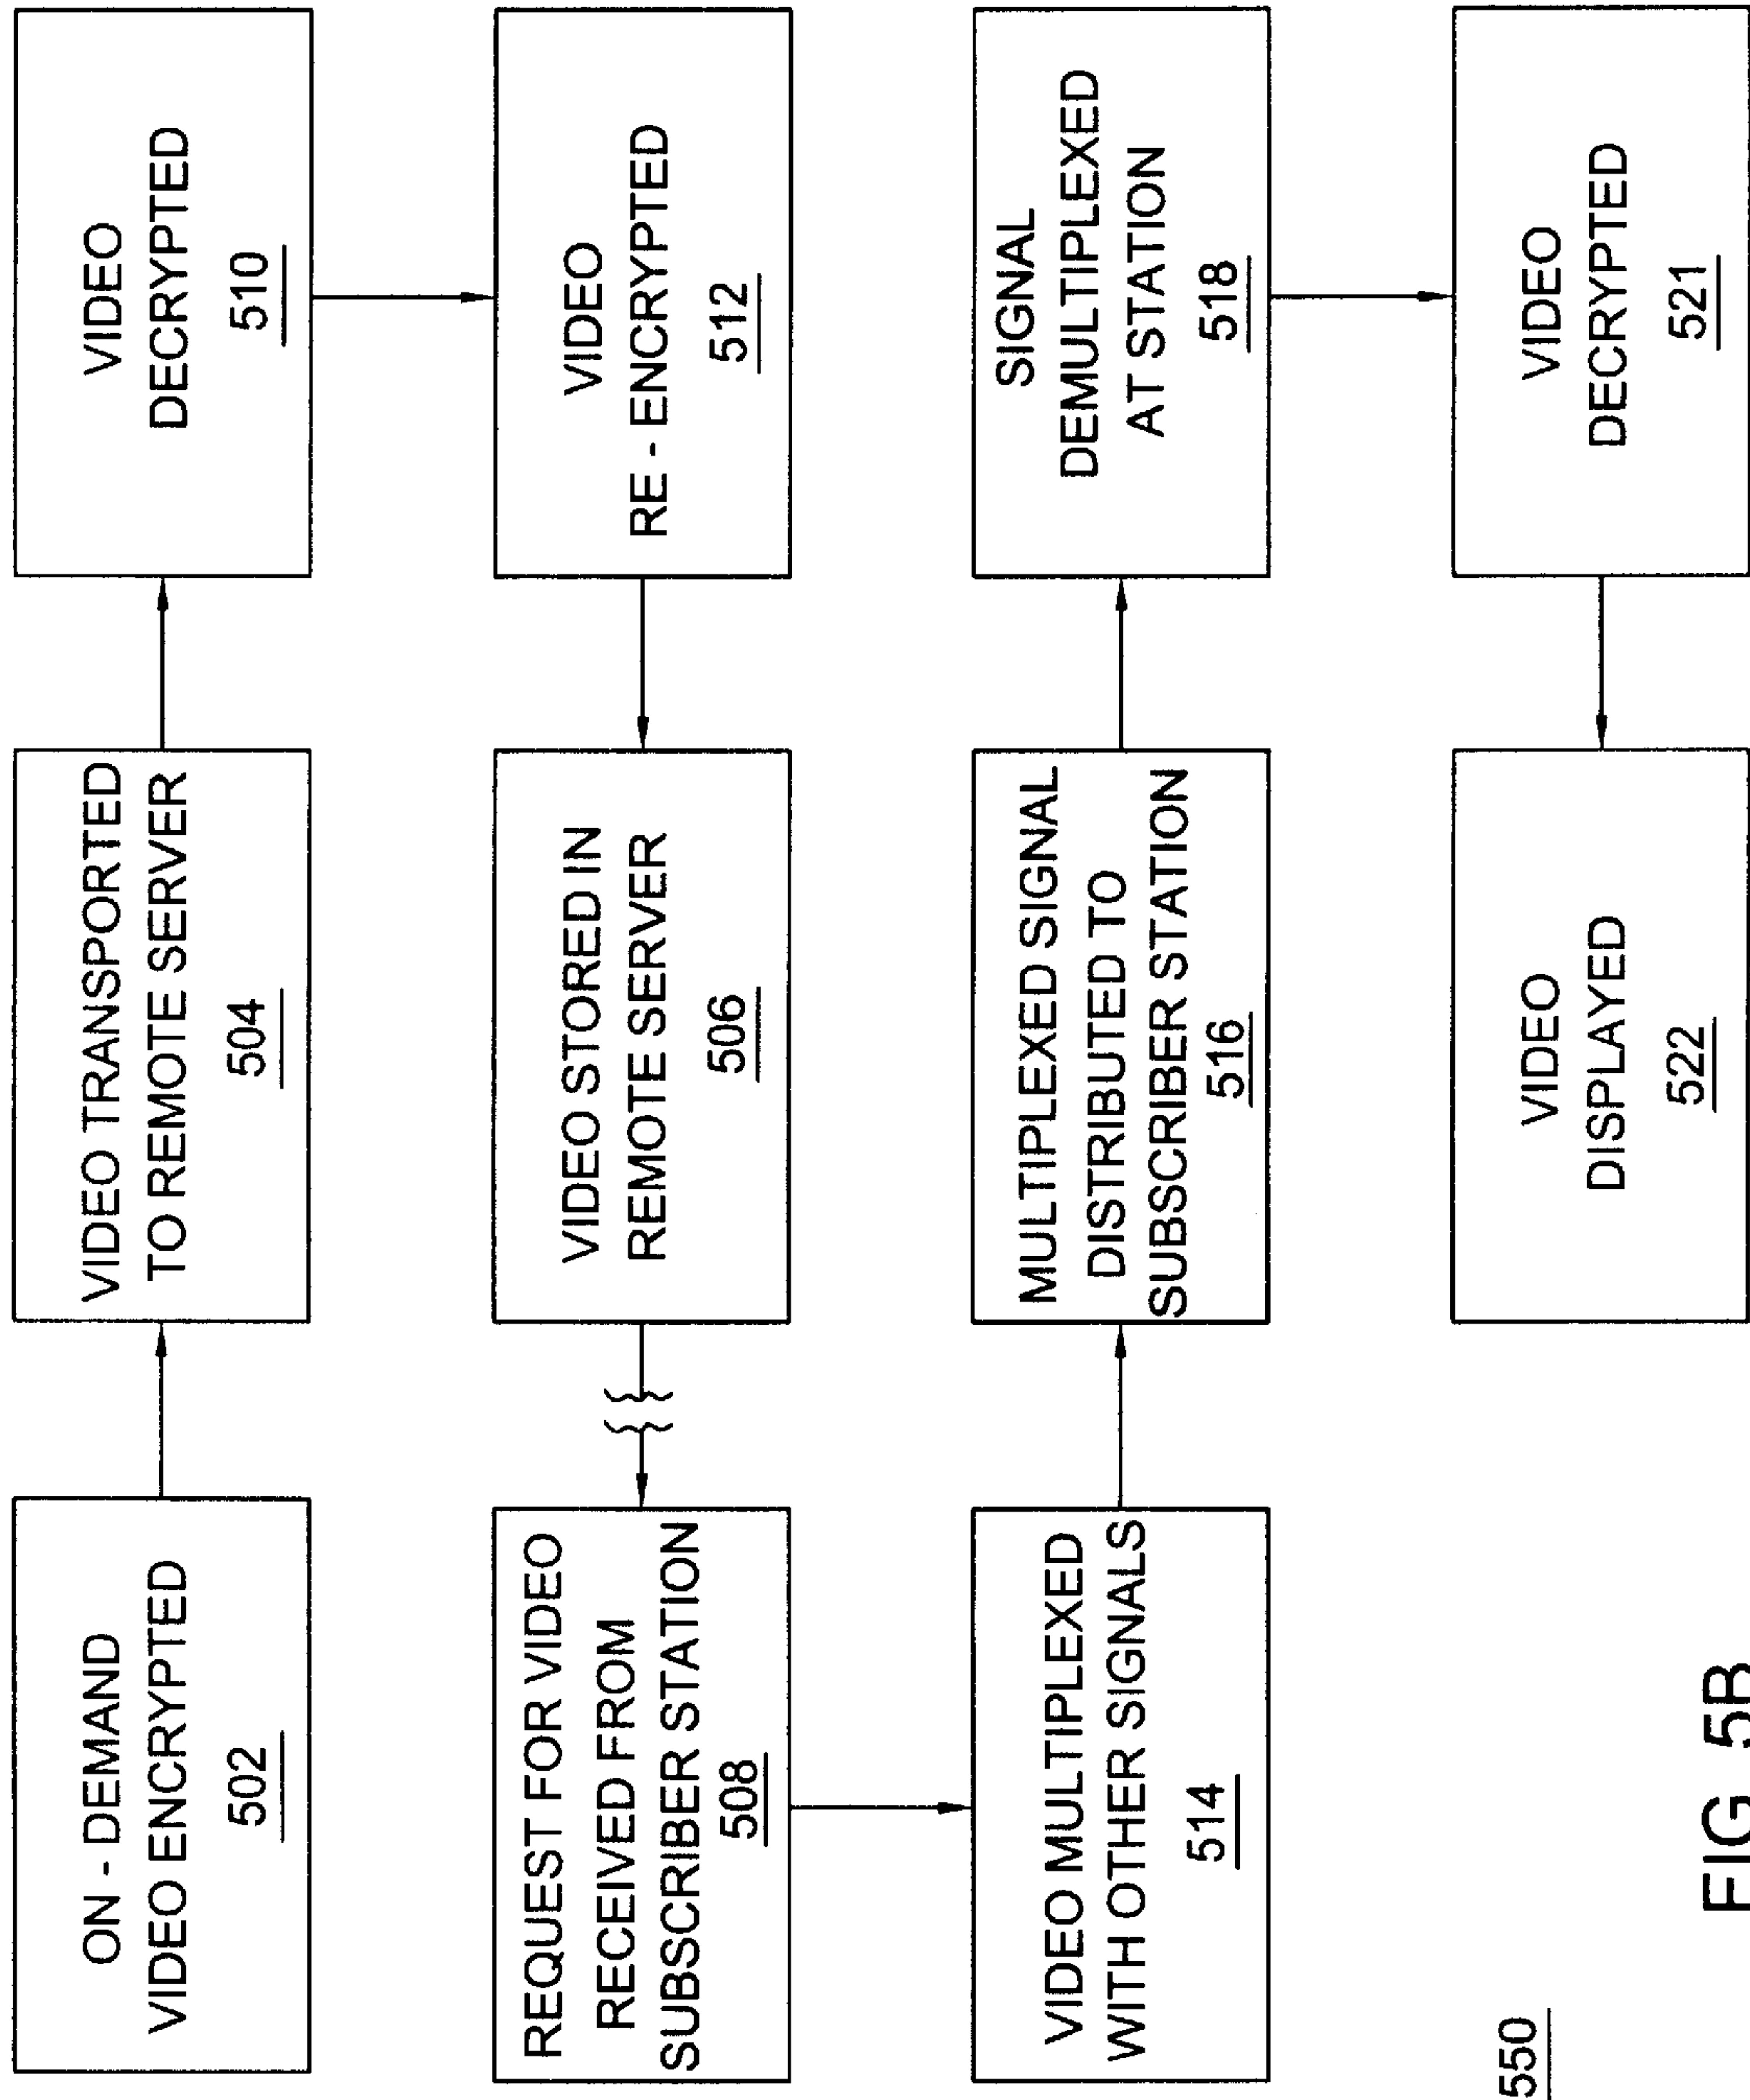 ON - DEMAND
VIDEO ENCRYPTED
502
VIDEO TRANSPORTED
TO REMOTE SERVER
504
VIDEO
DECRYPTED
510
VIDEO
RE - ENCRYPTED
512
VIDEO STORED IN
REMOTE SERVER
506
REQUEST FOR VIDEO
RECEIVED FROM
SUBSCRIBER STATION
508
VIDEO MULTIPLEXED
WITH OTHER SIGNALS
514
MULTIPLEXED SIGNAL
DISTRIBUTED TO
SUBSCRIBER STATION
516
SIGNAL
DEMULTIPLEXED
AT STATION
518
VIDEO
DECRYPTED
521
VIDEO
DISPLAYED
522
550
FIG. 5B